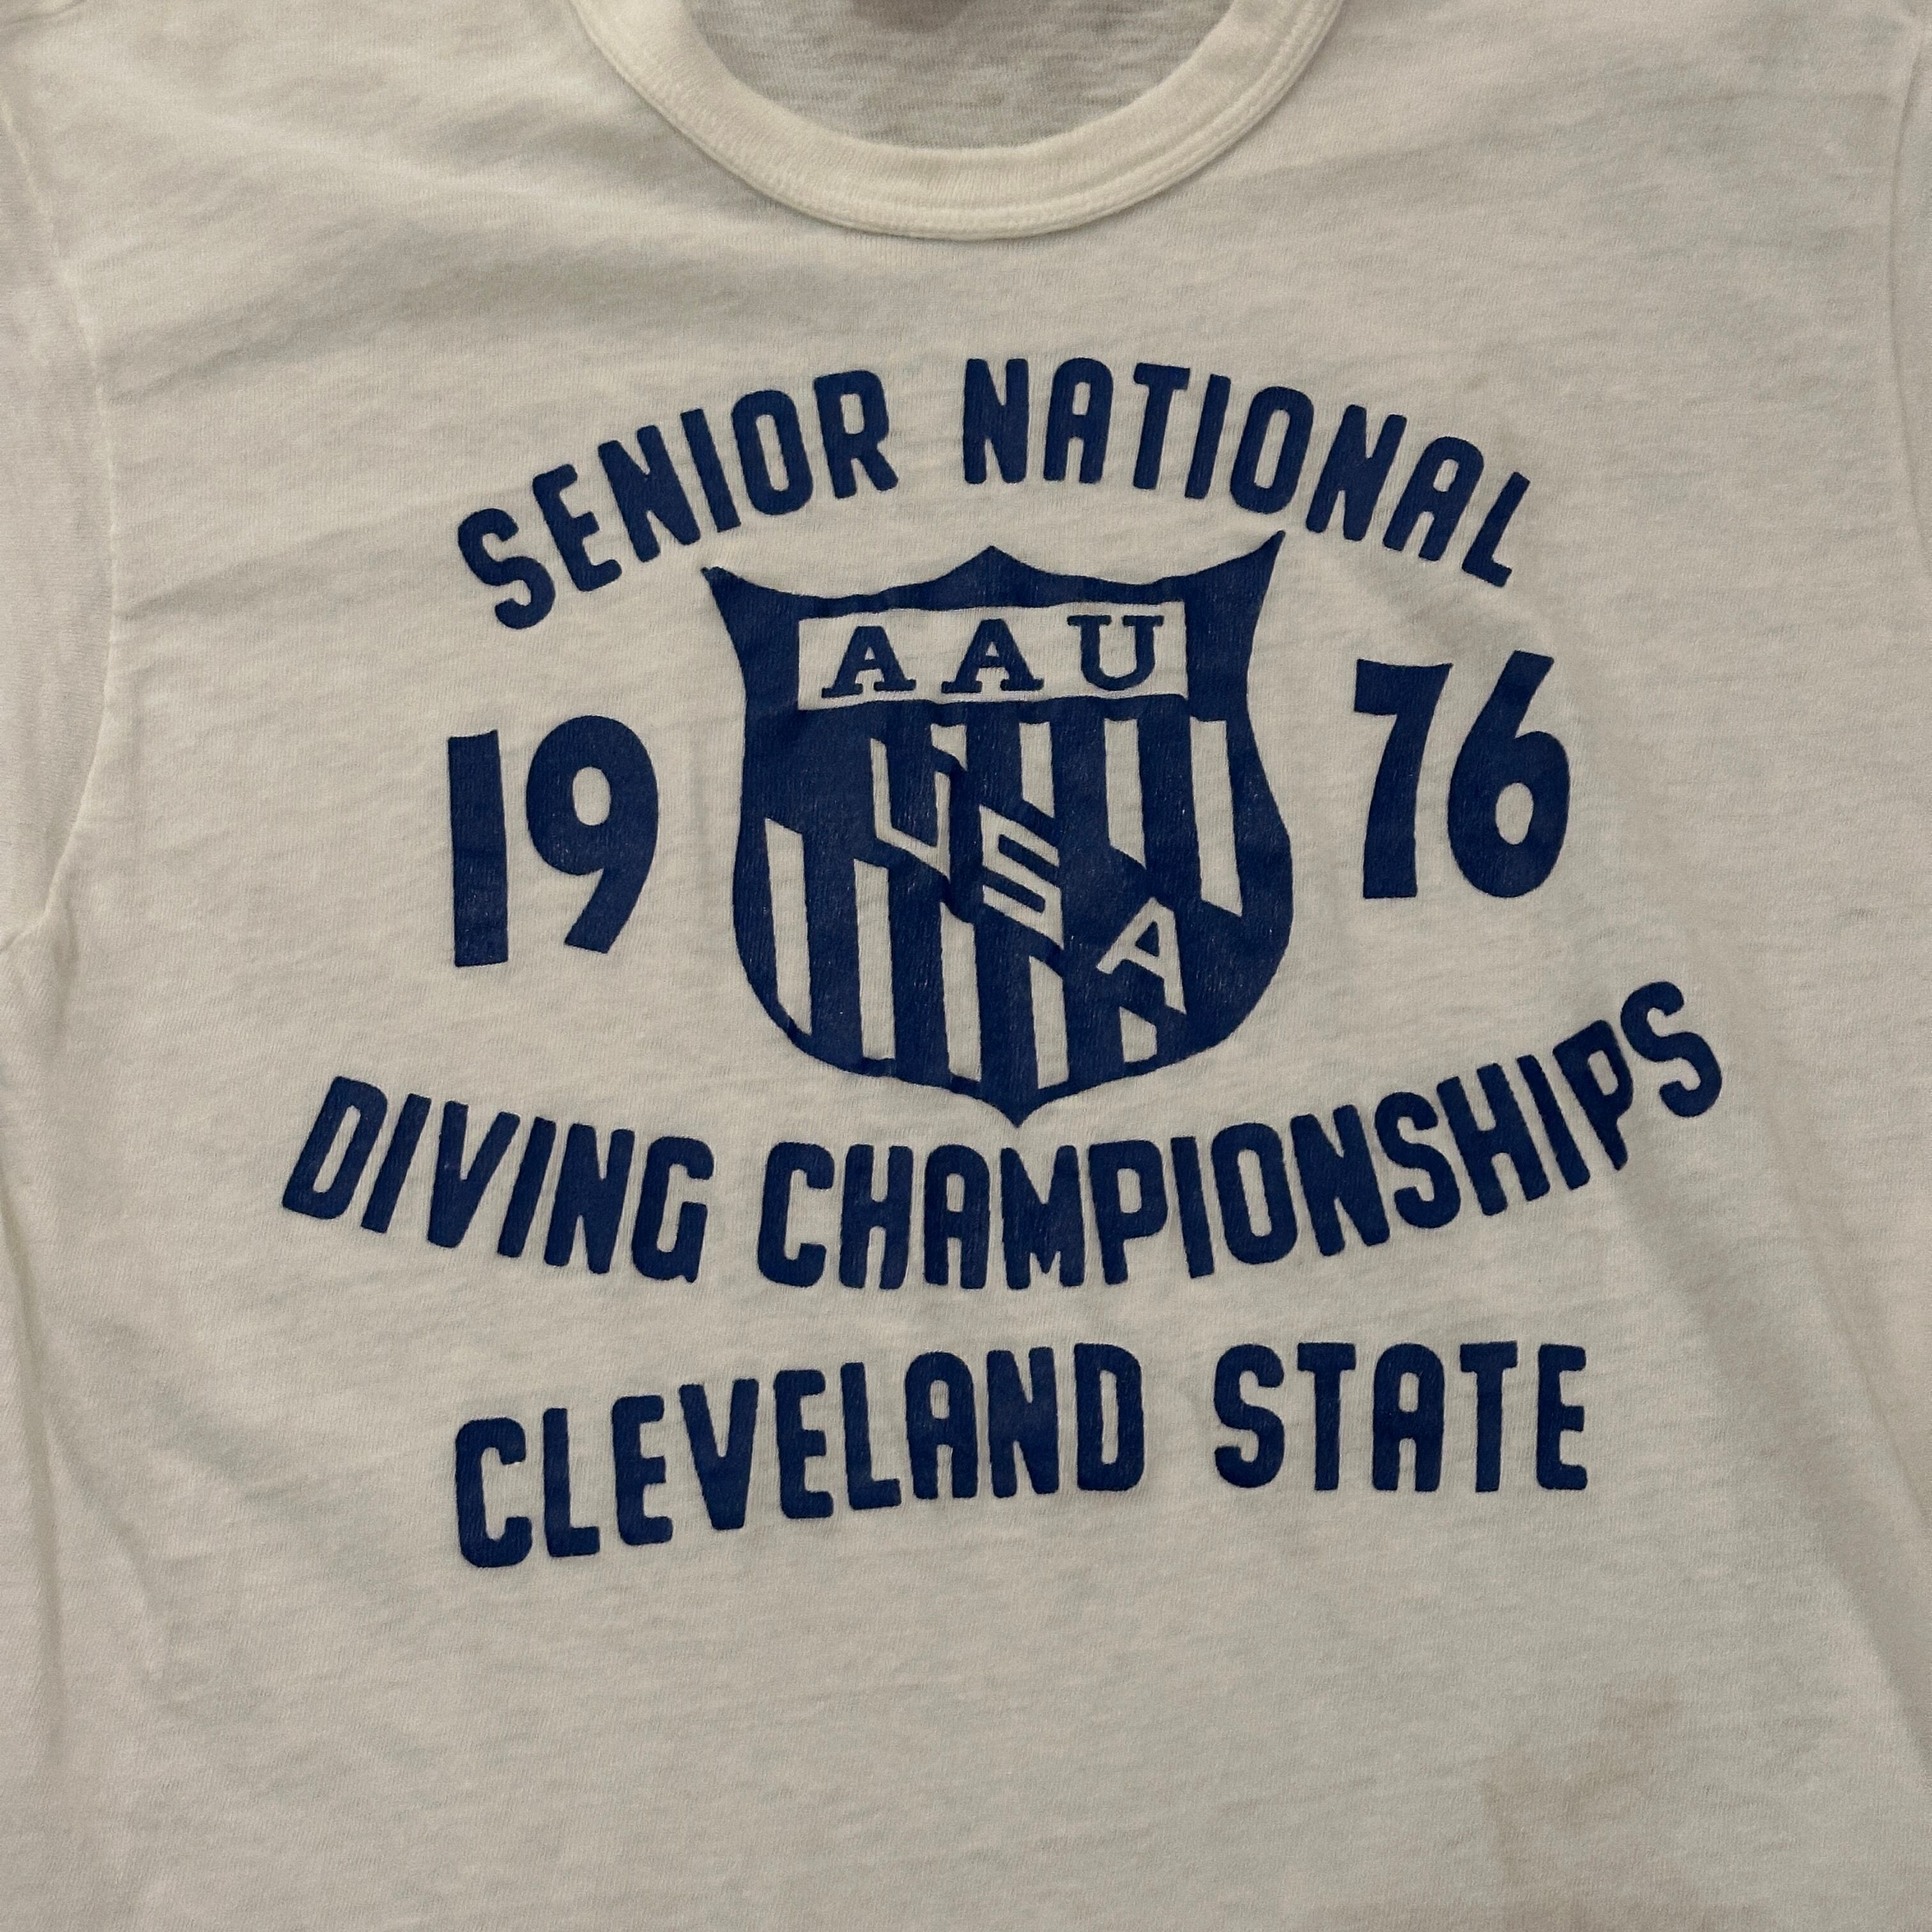 SENIOR NATIONAL
AAU
19 76
USA
DIVING CHAMPIONSHIPS
CLEVELAND STATE